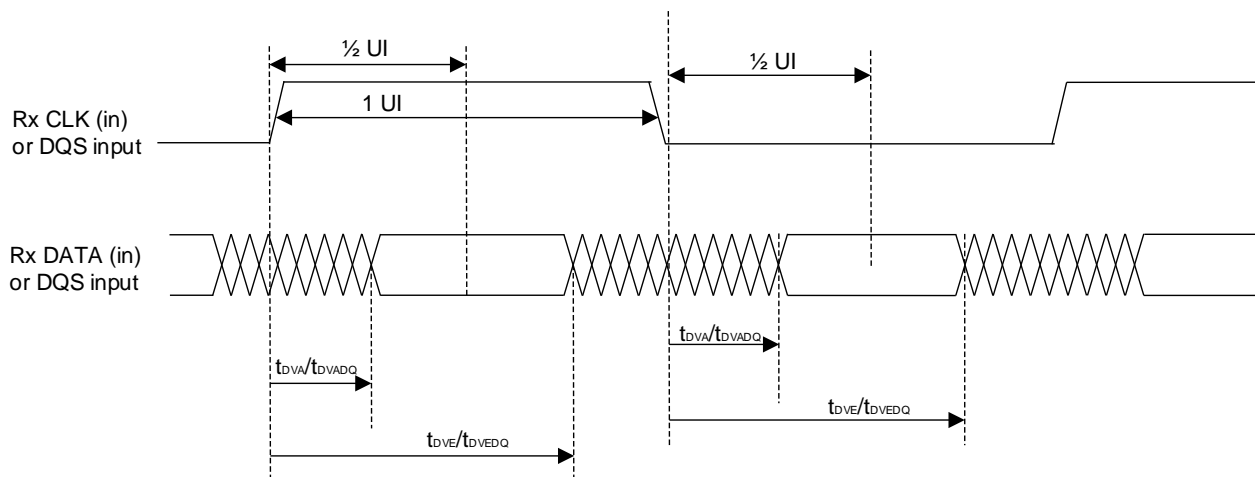 ½ UI
½ UI
1 UI
Rx CLK (in)
or DQS input
Rx DATA (in)
or DQS input
tDVA/tDVADQ
tDVA/tDVADQ
tDVE/tDVEDQ
tDVE/tDVEDQ